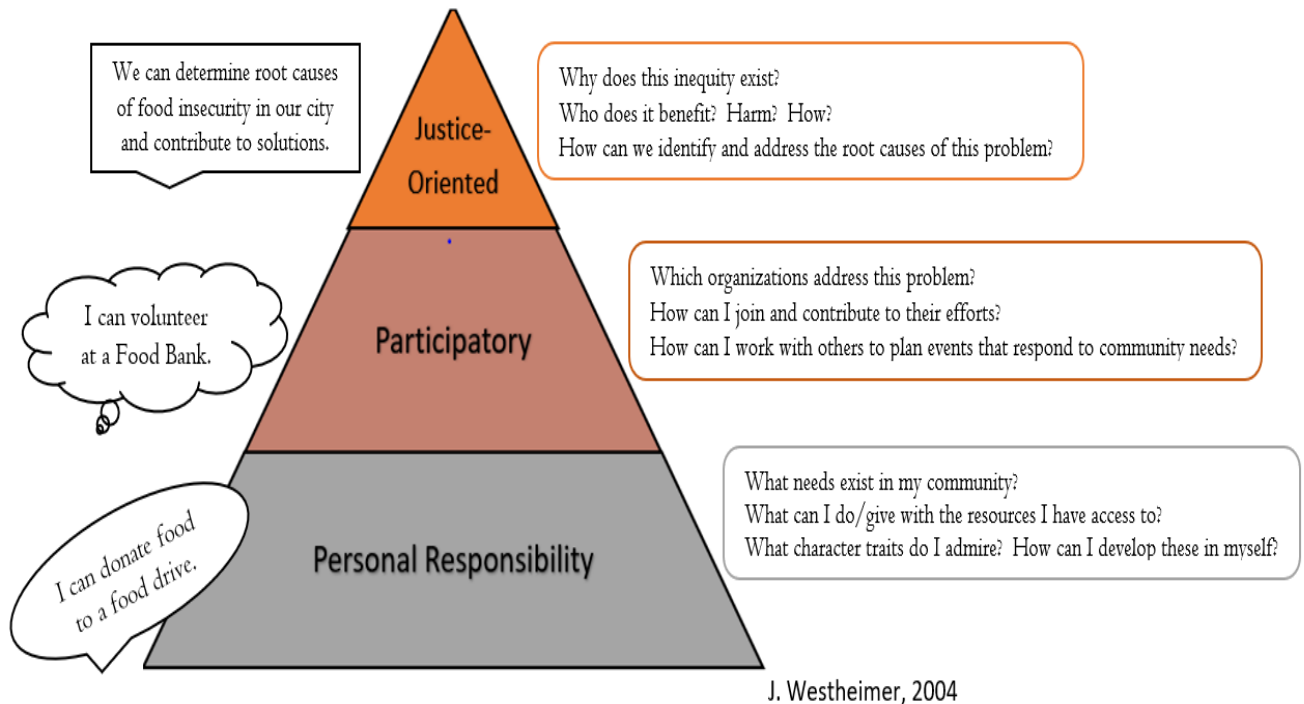 We can determine root causes
of food insecurity in our city
and contribute to solutions.
Justice-
Oriented
Why does this inequity exist?
Who does it benefit? Harm? How?
How can we identify and address the root causes of this problem?
I can volunteer
at a Food Bank.
Participatory
Which organizations address this problem?
How can I join and contribute to their efforts?
How can I work with others to plan events that respond to community needs?
I can donate food
to a food drive.
Personal Responsibility
What needs exist in my community?
What can I do/give with the resources I have access to?
What character traits do I admire? How can I develop these in myself?
J. Westheimer, 2004